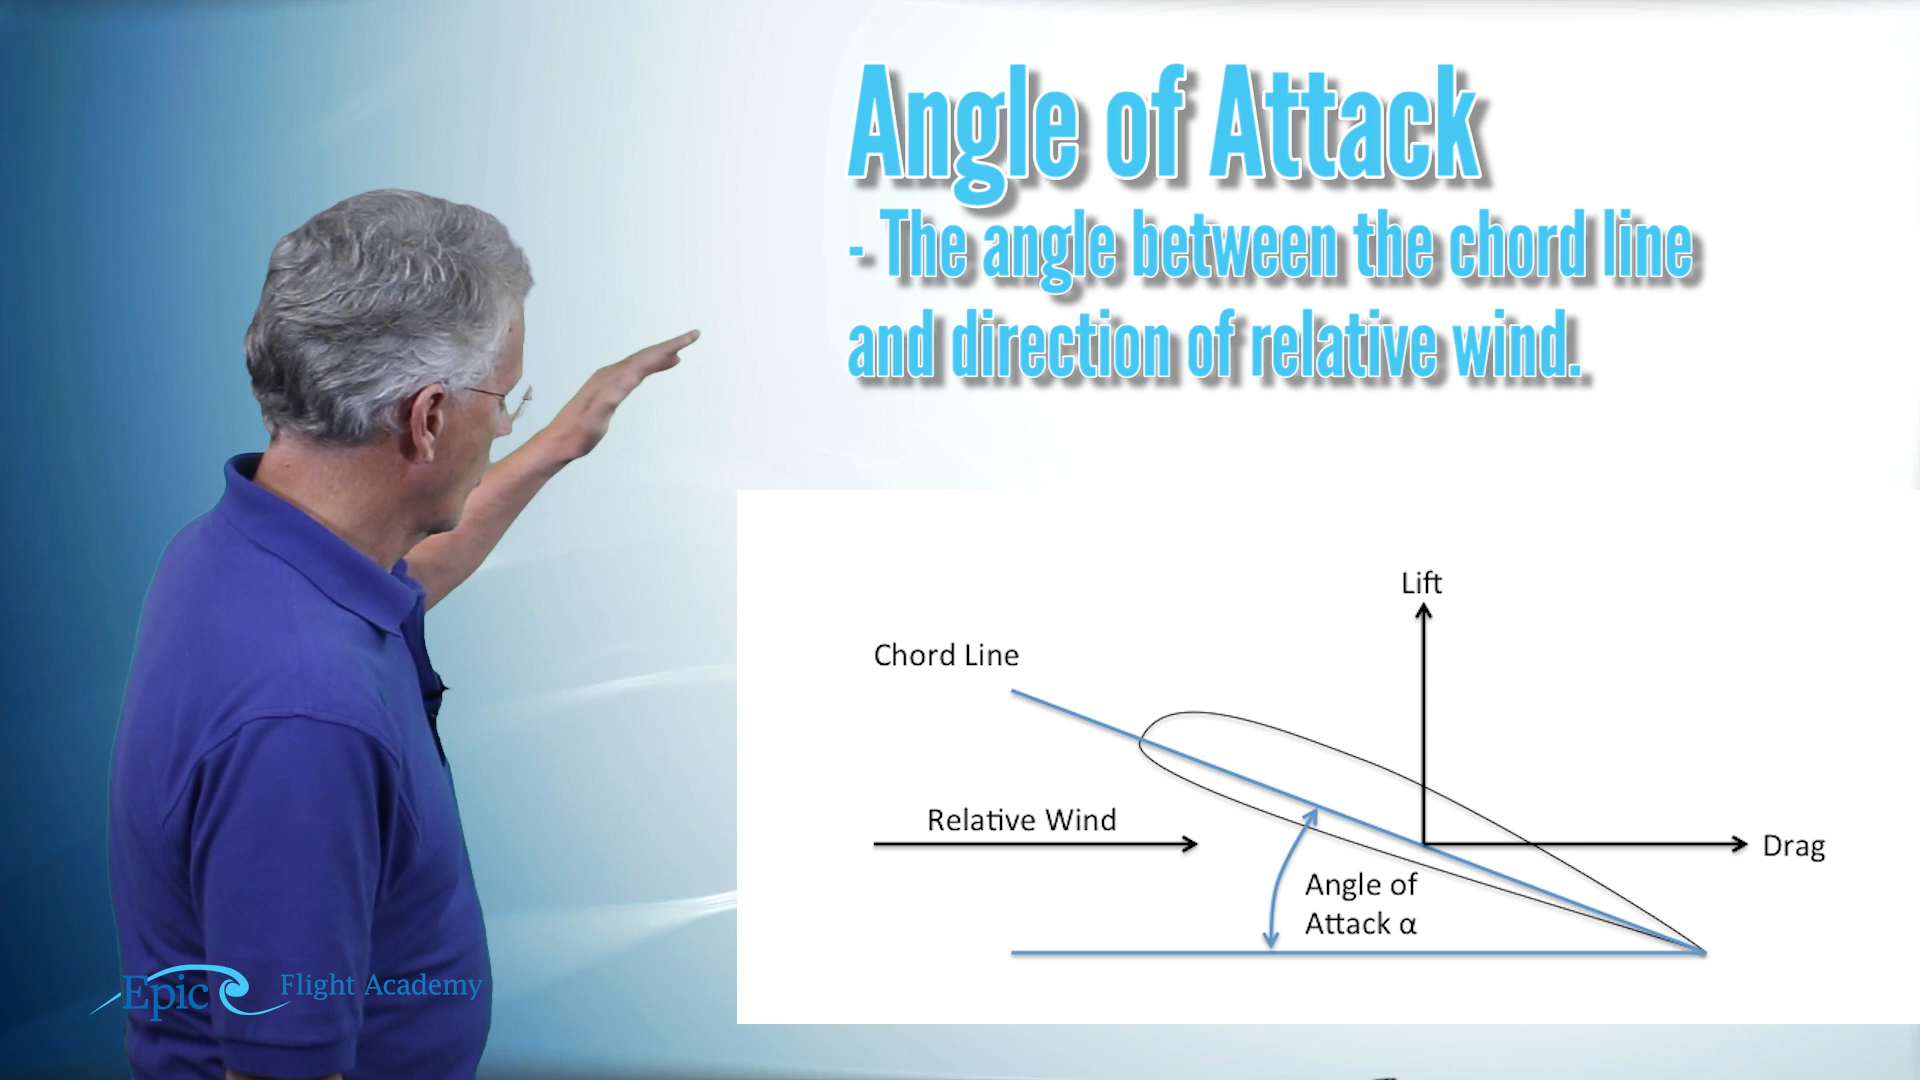 Angle of Attack
- The angle between the chord line
and direction of relative wind.
Lift
Chord Line
Relative Wind
Drag
Angle of
Attack α
Epic Flight Academy